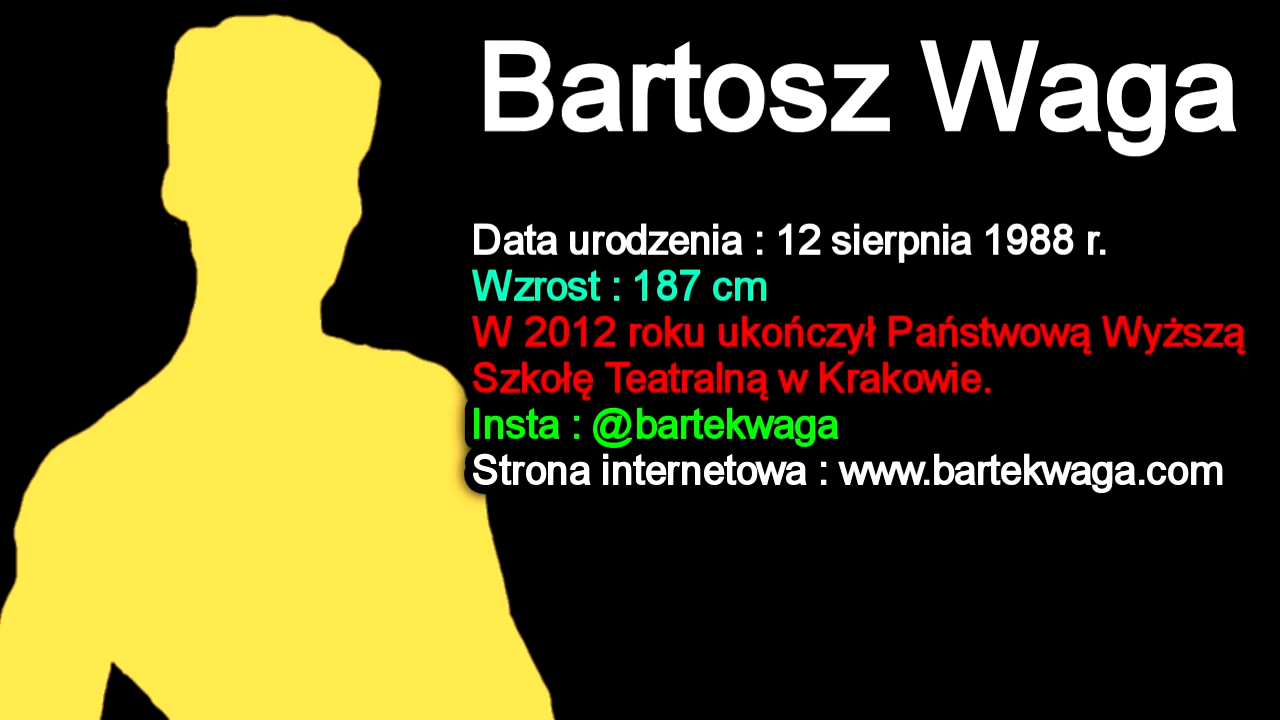 Bartosz Waga
Data urodzenia : 12 sierpnia 1988 r.
Wzrost : 187 cm
W 2012 roku ukończył Państwową Wyższą
Szkołę Teatralną w Krakowie.
Insta : @bartekwaga
Strona internetowa : www.bartekwaga.com